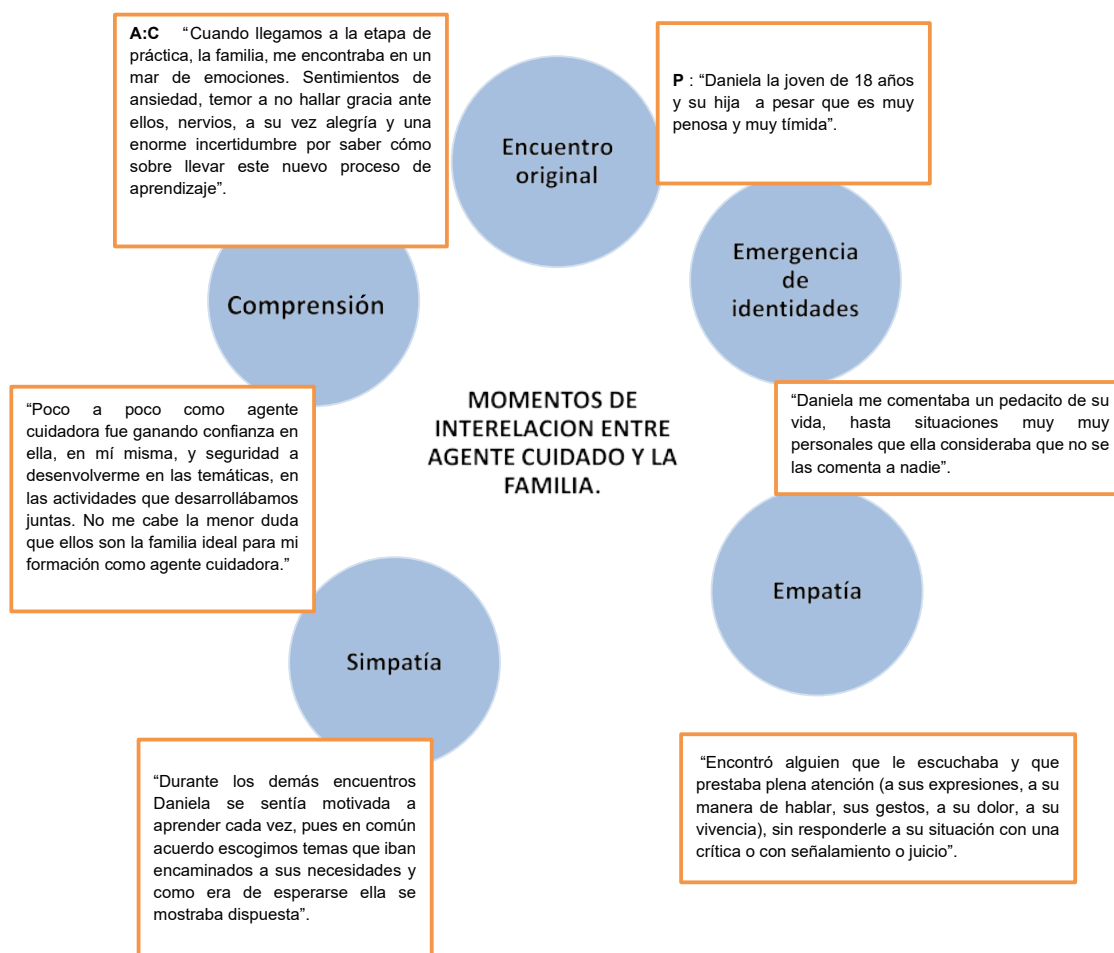 A:C “Cuando llegamos a la etapa de
práctica, la familia, me encontraba en un
mar de emociones. Sentimientos de
ansiedad, temor a no hallar gracia ante
ellos, nervios, a su vez alegría y una
enorme incertidumbre por saber cómo
sobre llevar este nuevo proceso de
aprendizaje”.
Encuentro
original
P : “Daniela la joven de 18 años
y su hija a pesar que es muy
penosa y muy tímida”.
Emergencia
de
identidades
Comprensión
MOMENTOS DE
INTERELACION ENTRE
AGENTE CUIDADO Y LA
FAMILIA.
“Daniela me comentaba un pedacito de su
vida, hasta situaciones muy muy
personales que ella consideraba que no se
las comenta a nadie”.
“Poco a poco como agente
cuidadora fue ganando confianza en
ella, en mí misma, y seguridad a
desenvolverme en las temáticas, en
las actividades que desarrollábamos
juntas. No me cabe la menor duda
que ellos son la familia ideal para mi
formación como agente cuidadora.”
Empatía
Simpatía
“Encontró alguien que le escuchaba y que
prestaba plena atención (a sus expresiones, a su
manera de hablar, sus gestos, a su dolor, a su
vivencia), sin responderle a su situación con una
crítica o con señalamiento o juicio”.
“Durante los demás encuentros
Daniela se sentía motivada a
aprender cada vez, pues en común
acuerdo escogimos temas que iban
encaminados a sus necesidades y
como era de esperarse ella se
mostraba dispuesta”.